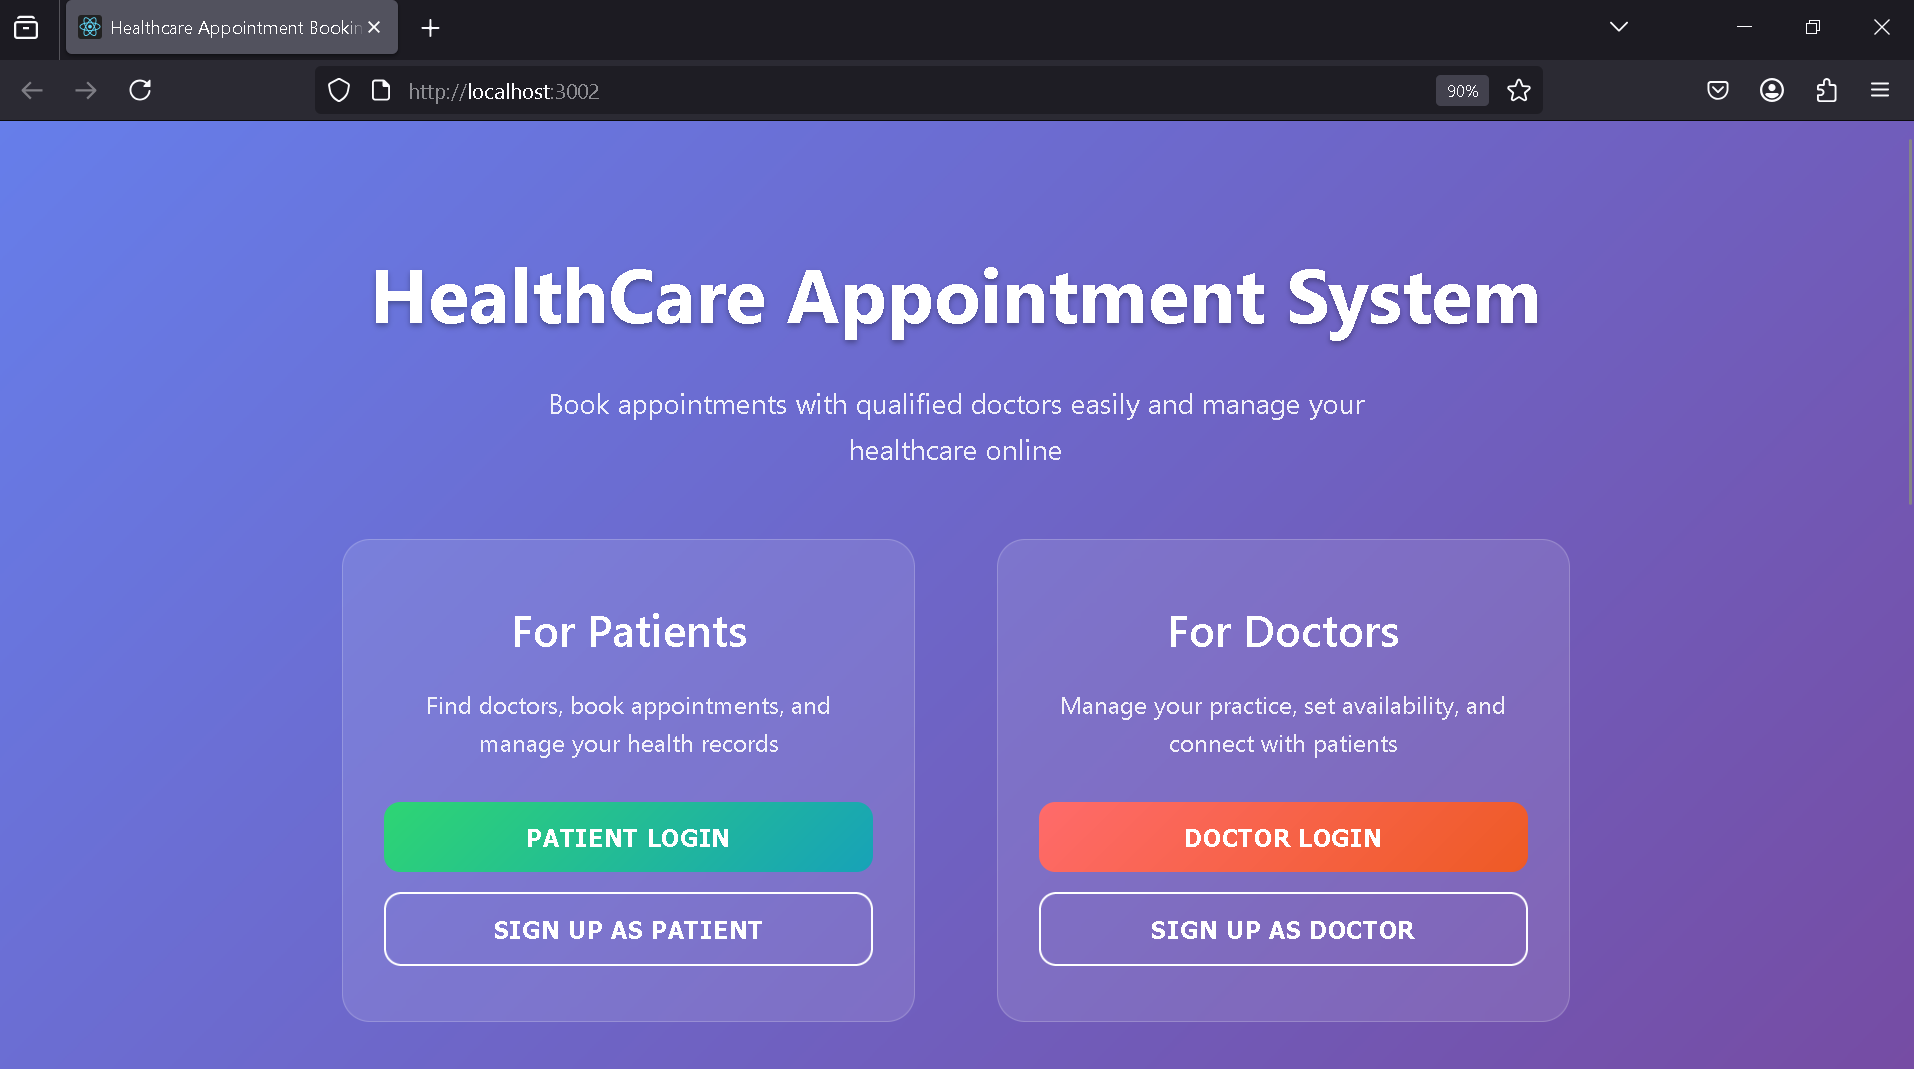 Healthcare Appointment Bookin
http://localhost:3002
90%
HealthCare Appointment System
Book appointments with qualified doctors easily and manage your
healthcare online
For Patients
Find doctors, book appointments, and
manage your health records
PATIENT LOGIN
SIGN UP AS PATIENT
For Doctors
Manage your practice, set availability, and
connect with patients
DOCTOR LOGIN
SIGN UP AS DOCTOR